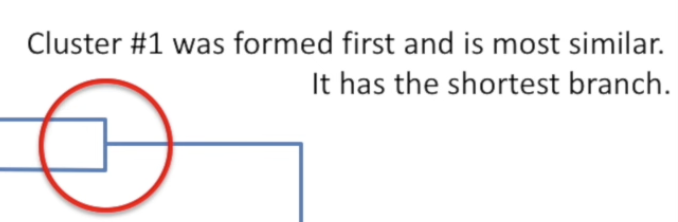 Cluster #1 was formed first and is most similar.
It has the shortest branch.